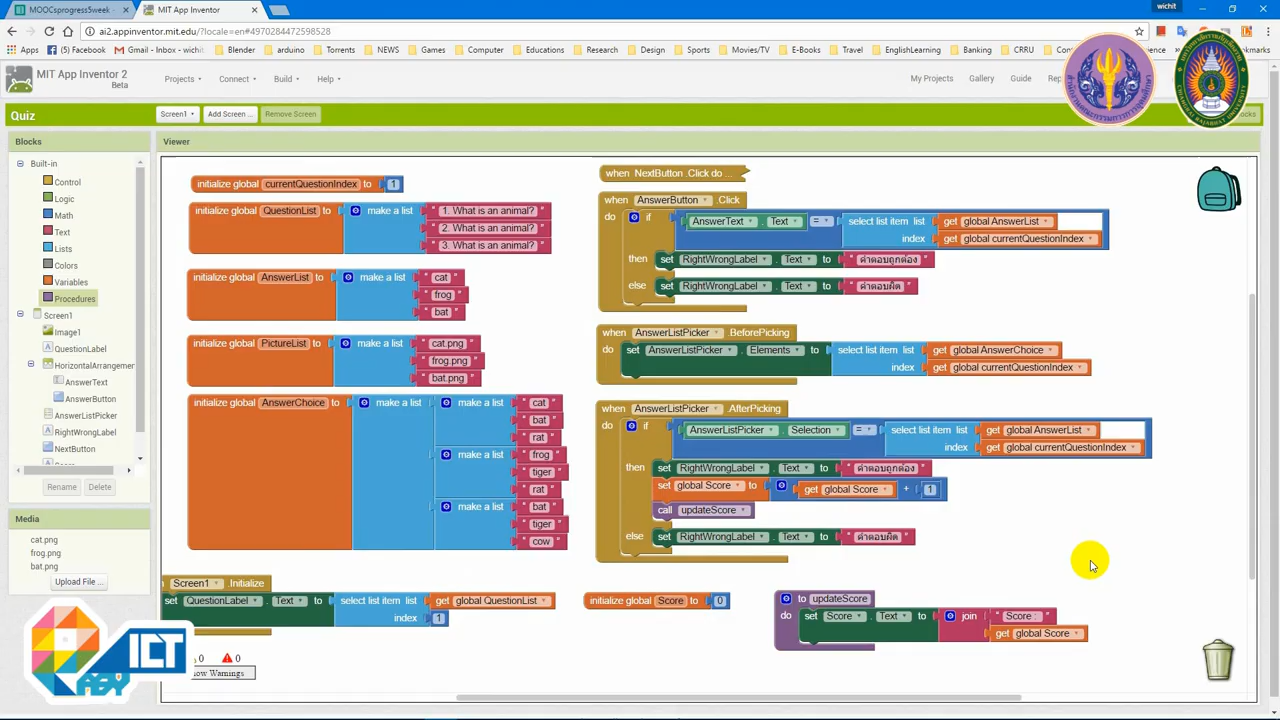 MOOCsprogress5week -
MIT App Inventor
wichit
ai2.appinventor.mit.edu/?locale=en#4970284472598528
Apps
(5) Facebook
Gmail - Inbox - wichit
Blender
arduino
Torrents
NEWS
Games
Computer
Educations
Research
Design
Sports
Movies/TV
E-Books
Travel
EnglishLearning
Banking
CRRU
MIT App Inventor 2
Beta
Projects
Connect
Build
Help
My Projects
Gallery
Guide
Quiz
Screen1
Add Screen ...
Remove Screen
Blocks
Viewer
Built-in
Control
Logic
Math
Text
Lists
Colors
Variables
Procedures
Screen1
Image1
QuestionLabel
HorizontalArrangemer
AnswerText
AnswerButton
AnswerListPicker
RightWrongLabel
NextButton
Rename
Delete
Media
cat.png
frog.png
bat.png
Upload File ...
initialize global currentQuestionIndex to 1
initialize global QuestionList to make a list " 1. What is an animal? "
" 2. What is an animal? "
" 3. What is an animal? "
initialize global AnswerList to make a list " cat "
" frog "
" bat "
initialize global PictureList to make a list " cat.png "
" frog.png "
" bat.png "
initialize global AnswerChoice to make a list make a list " cat "
" bat "
" rat "
make a list " frog "
" tiger "
" rat "
make a list " bat "
" tiger "
" cow "
Screen1 .Initialize
set QuestionLabel . Text to select list item list get global QuestionList
index 1
0 0
Show Warnings
when NextButton .Click do ...
when AnswerButton .Click
do if AnswerText . Text = select list item list get global AnswerList
index get global currentQuestionIndex
then set RightWrongLabel . Text to " คำตอบถูกต้อง "
else set RightWrongLabel . Text to " คำตอบผิด "
when AnswerListPicker .BeforePicking
do set AnswerListPicker . Elements to select list item list get global AnswerChoice
index get global currentQuestionIndex
when AnswerListPicker .AfterPicking
do if AnswerListPicker . Selection = select list item list get global AnswerList
index get global currentQuestionIndex
then set RightWrongLabel . Text to " คำตอบถูกต้อง "
set global Score to get global Score + 1
call updateScore
else set RightWrongLabel . Text to " คำตอบผิด "
initialize global Score to 0
to updateScore
do set Score . Text to join " Score : "
get global Score
ICT